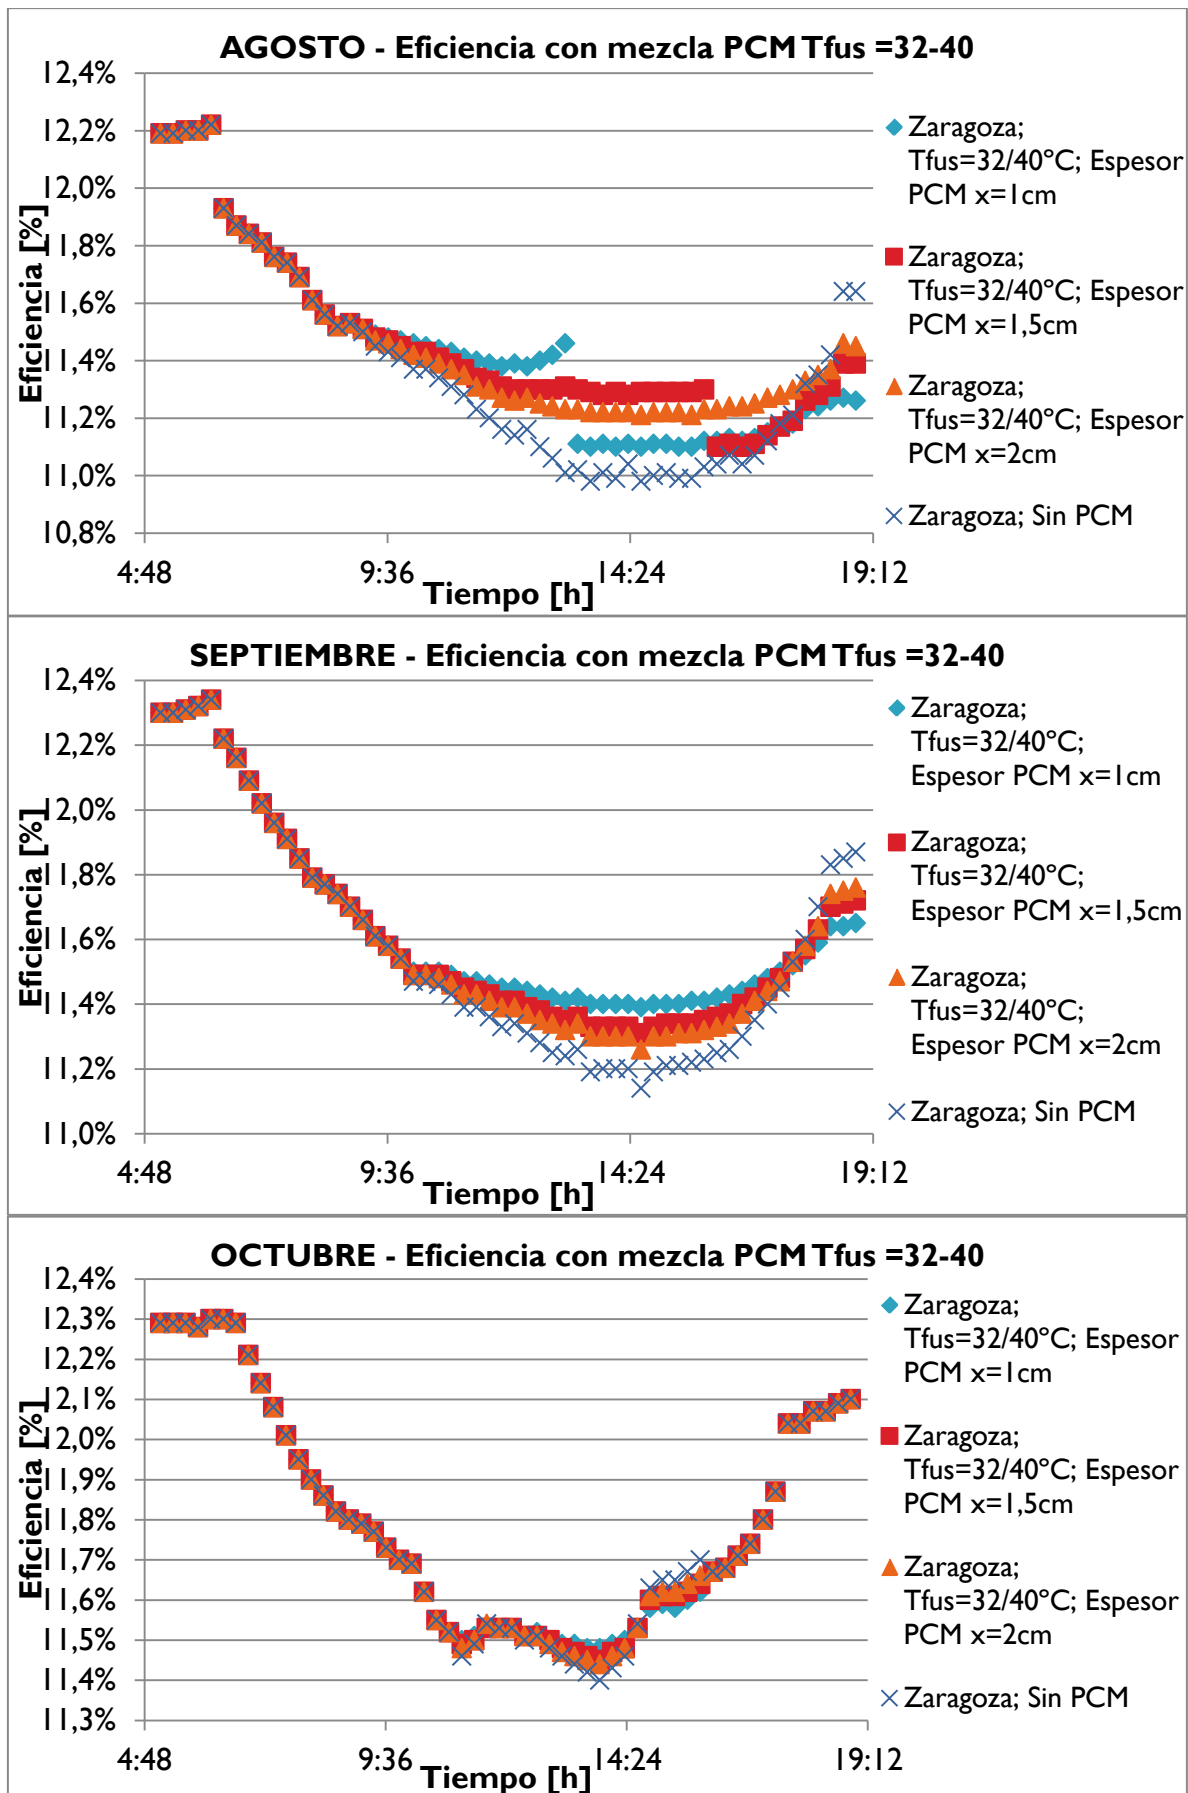 AGOSTO - Eficiencia con mezcla PCM Tfus =32-40
12,4%
12,2%
12,0%
11,8%
11,6%
11,4%
11,2%
11,0%
10,8%
Eficiencia [%]
4:48
9:36
14:24
19:12
Tiempo [h]
Zaragoza;
Tfus=32/40ºC; Espesor
PCM x=1cm
Zaragoza;
Tfus=32/40ºC; Espesor
PCM x=1,5cm
Zaragoza;
Tfus=32/40ºC; Espesor
PCM x=2cm
Zaragoza; Sin PCM
SEPTIEMBRE - Eficiencia con mezcla PCM Tfus =32-40
12,4%
12,2%
12,0%
11,8%
11,6%
11,4%
11,2%
11,0%
Eficiencia [%]
4:48
9:36
14:24
19:12
Tiempo [h]
Zaragoza;
Tfus=32/40ºC;
Espesor PCM x=1cm
Zaragoza;
Tfus=32/40ºC;
Espesor PCM x=1,5cm
Zaragoza;
Tfus=32/40ºC;
Espesor PCM x=2cm
Zaragoza; Sin PCM
OCTUBRE - Eficiencia con mezcla PCM Tfus =32-40
12,4%
12,3%
12,2%
12,1%
12,0%
11,9%
11,8%
11,7%
11,6%
11,5%
11,4%
11,3%
Eficiencia [%]
4:48
9:36
14:24
19:12
Tiempo [h]
Zaragoza;
Tfus=32/40ºC; Espesor
PCM x=1cm
Zaragoza;
Tfus=32/40ºC; Espesor
PCM x=1,5cm
Zaragoza;
Tfus=32/40ºC; Espesor
PCM x=2cm
Zaragoza; Sin PCM